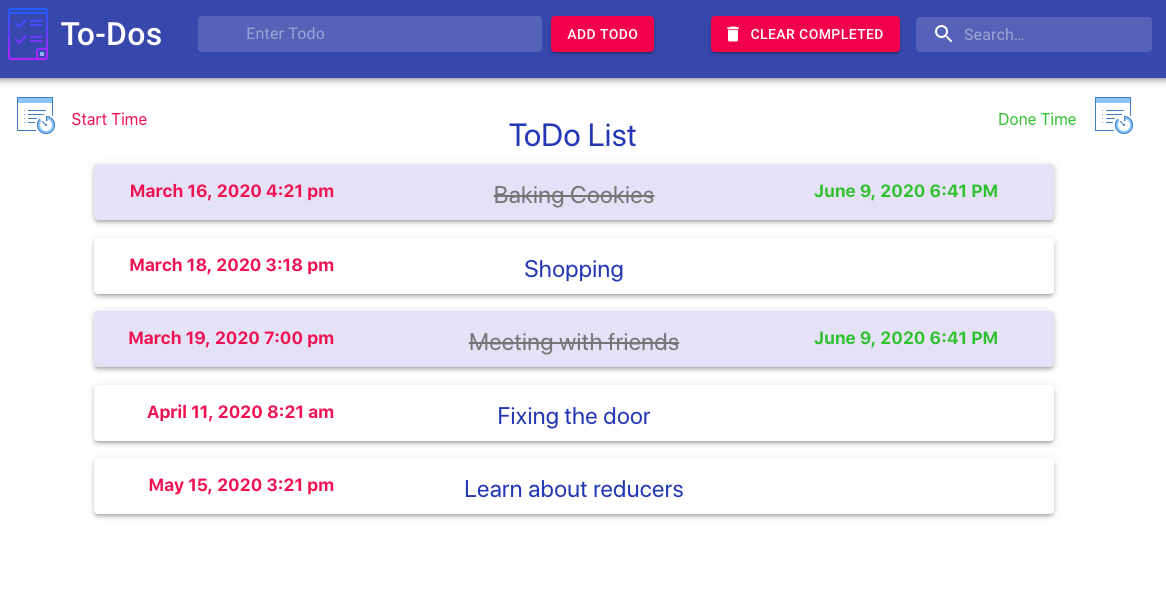 To-Dos Enter Todo ADD TODO CLEAR COMPLETED Search...
Start Time Done Time
ToDo List
March 16, 2020 4:21 pm Baking Cookies June 9, 2020 6:41 PM
March 18, 2020 3:18 pm Shopping
March 19, 2020 7:00 pm Meeting with friends June 9, 2020 6:41 PM
April 11, 2020 8:21 am Fixing the door
May 15, 2020 3:21 pm Learn about reducers